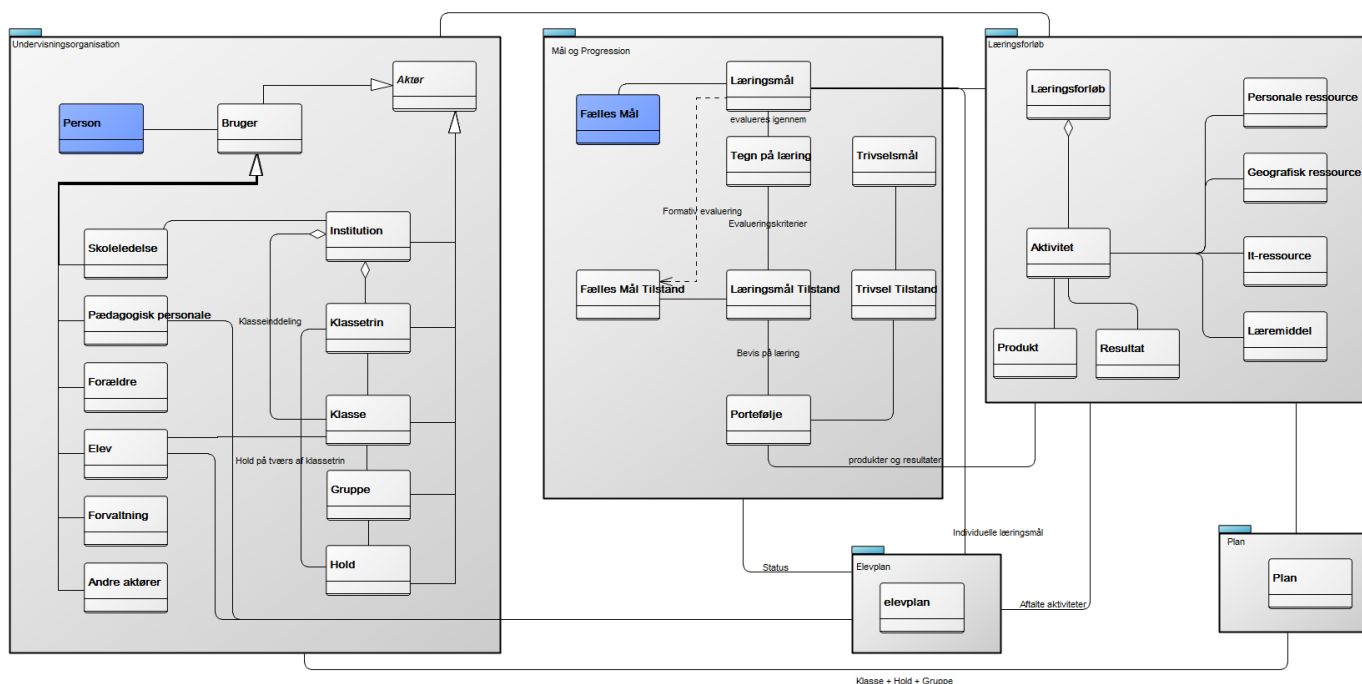 Undervisningsorganisation
Aktør
Person
Bruger
Skoleledelse
Institution
Pædagogisk personale
Klasseinddeling
Klassetrin
Forældre
Klasse
Elev
Hold på tværs af klassetrin
Gruppe
Forvaltning
Hold
Andre aktører
Mål og Progression
Læringsmål
Fælles Mål
evalueres igennem
Tegn på læring
Trivselsmål
Formativ evaluering
Evalueringskriterier
Fælles Mål Tilstand
Læringsmål Tilstand
Trivsel Tilstand
Bevis på læring
Portefølje
produkter og resultater
Læringsforløb
Læringsforløb
Personale ressource
Geografisk ressource
Aktivitet
It-ressource
Læremiddel
Produkt
Resultat
Individuelle læringsmål
Status
Elevplan
elevplan
Aftalte aktiviteter
Plan
Plan
Klasse + Hold + Gruppe